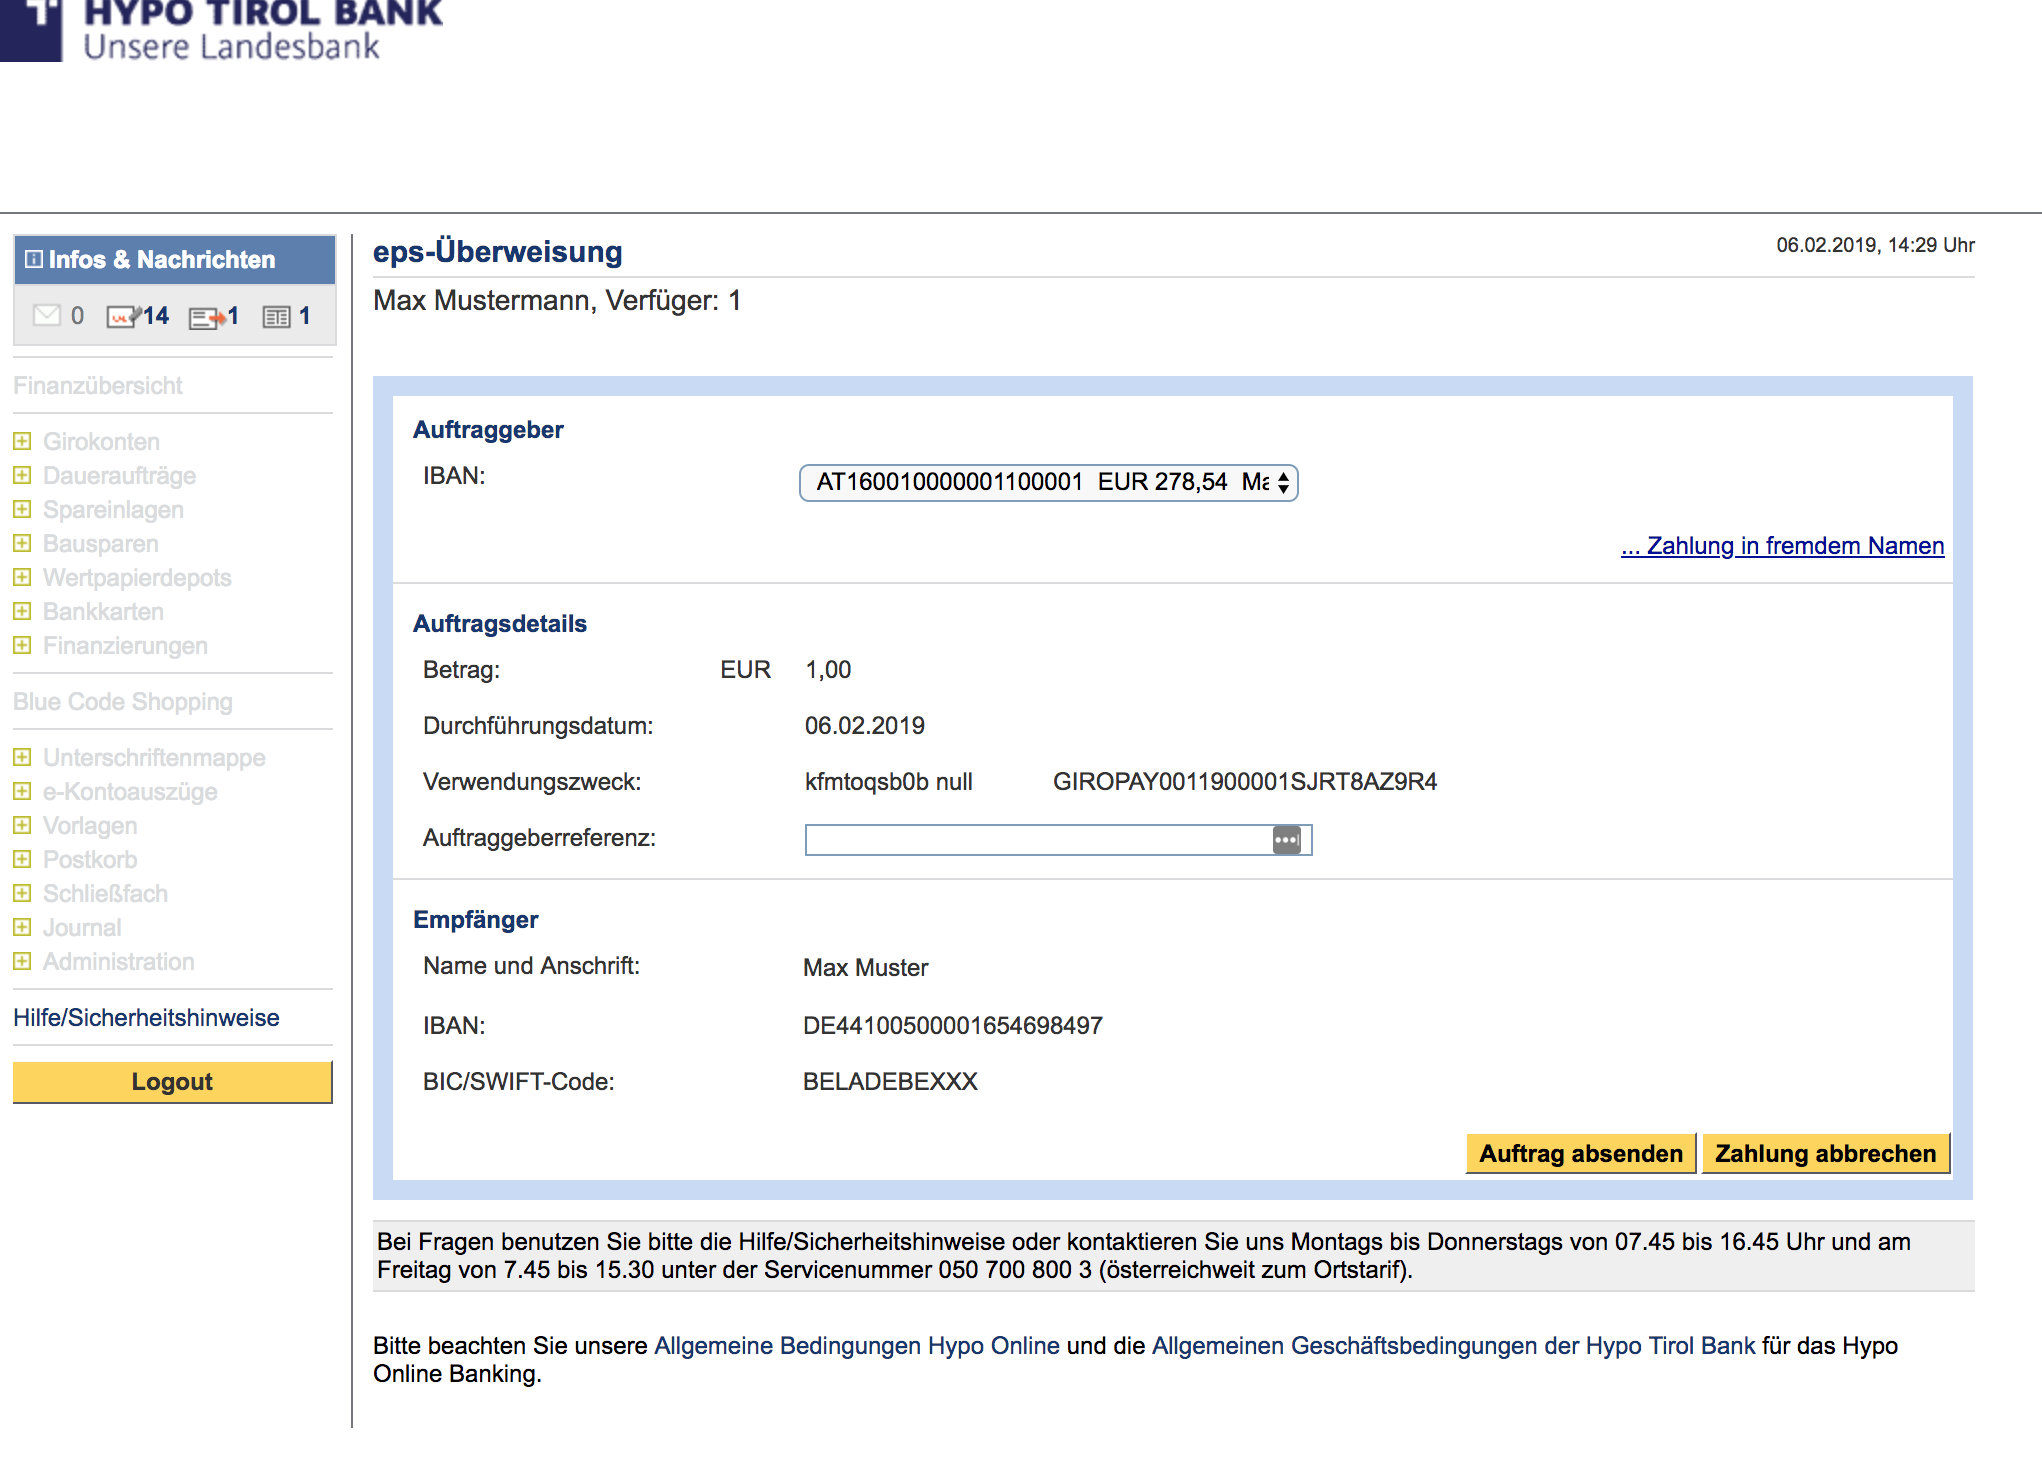 HYPO TIROL BANK
Unsere Landesbank
Infos & Nachrichten
0 14 1 1
Finanzübersicht
Girokonten
Daueraufträge
Spareinlagen
Bausparen
Wertpapierdepots
Bankkarten
Finanzierungen
Blue Code Shopping
Unterschriftenmappe
e-Kontoauszüge
Vorlagen
Postkorb
Schließfach
Journal
Administration
Hilfe/Sicherheitshinweise
Logout
eps-Überweisung
06.02.2019, 14:29 Uhr
Max Mustermann, Verfüger: 1
Auftraggeber
IBAN: AT160010000001100001 EUR 278,54 Ma
... Zahlung in fremdem Namen
Auftragsdetails
Betrag: EUR 1,00
Durchführungsdatum: 06.02.2019
Verwendungszweck: kfmtoqsb0b null GIROPAY0011900001SJRT8AZ9R4
Auftraggeberreferenz:
Empfänger
Name und Anschrift: Max Muster
IBAN: DE44100500001654698497
BIC/SWIFT-Code: BELADEBEXXX
Auftrag absenden Zahlung abbrechen
Bei Fragen benutzen Sie bitte die Hilfe/Sicherheitshinweise oder kontaktieren Sie uns Montags bis Donnerstags von 07.45 bis 16.45 Uhr und am
Freitag von 7.45 bis 15.30 unter der Servicenummer 050 700 800 3 (österreichweit zum Ortstarif).
Bitte beachten Sie unsere Allgemeine Bedingungen Hypo Online und die Allgemeinen Geschäftsbedingungen der Hypo Tirol Bank für das Hypo
Online Banking.